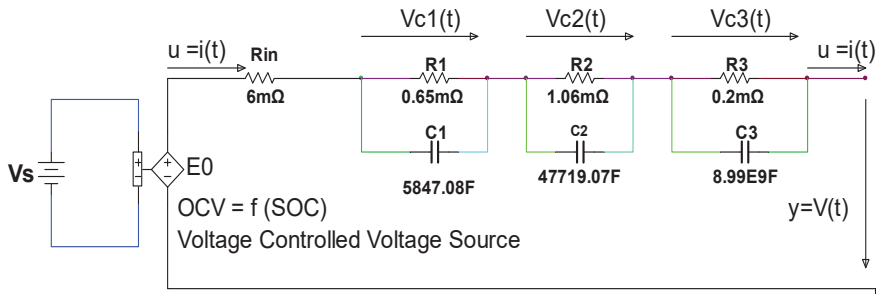 Vc1(t) Vc2(t) Vc3(t)
u =i(t) Rin R1 R2 R3 u =i(t)
6mΩ 0.65mΩ 1.06mΩ 0.2mΩ
C1 C2 C3
5847.08F 47719.07F 8.99E9F
Vs E0
OCV = f (SOC)
Voltage Controlled Voltage Source
y=V(t)